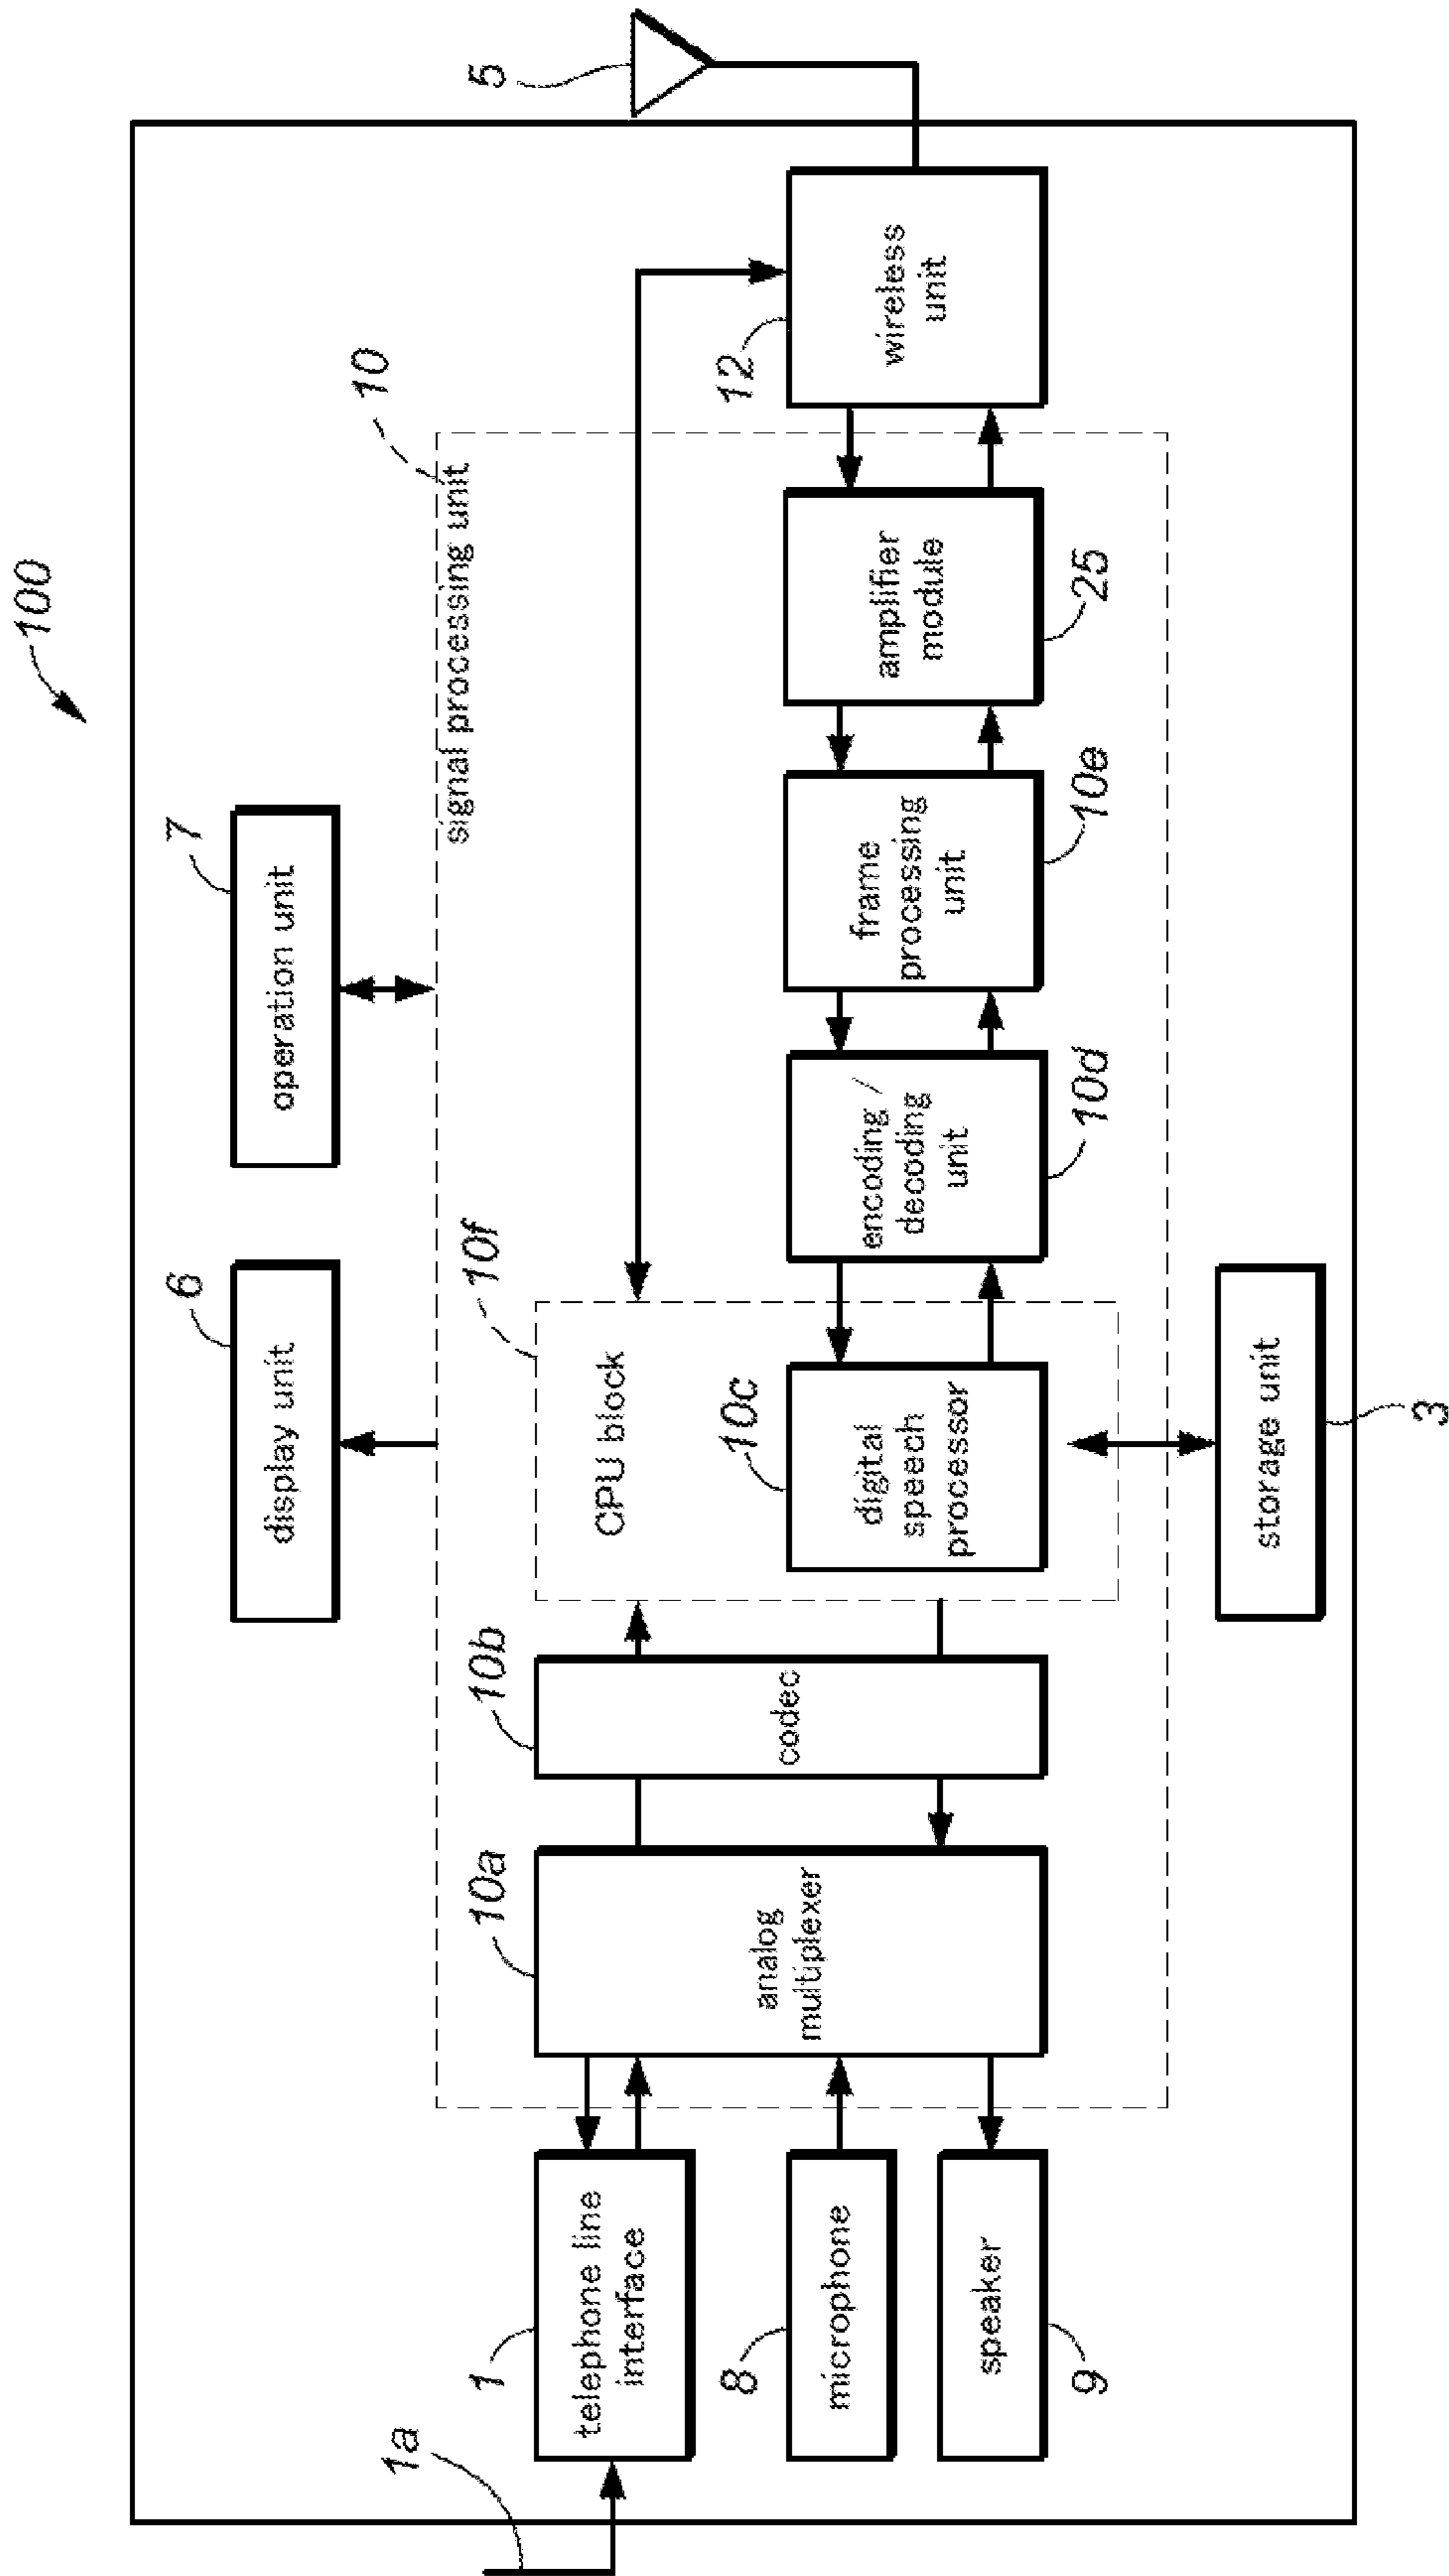 100
6
display unit
7
operation unit
10
signal processing unit
5
1a
1
telephone line
interface
8
microphone
9
speaker
10a
analog
multiplexer
10b
codec
10f
CPU block
10c
digital
speech
processor
encoding /
decoding
unit
10d
frame
processing
unit
10e
amplifier
module
25
12
wireless
unit
storage unit
3